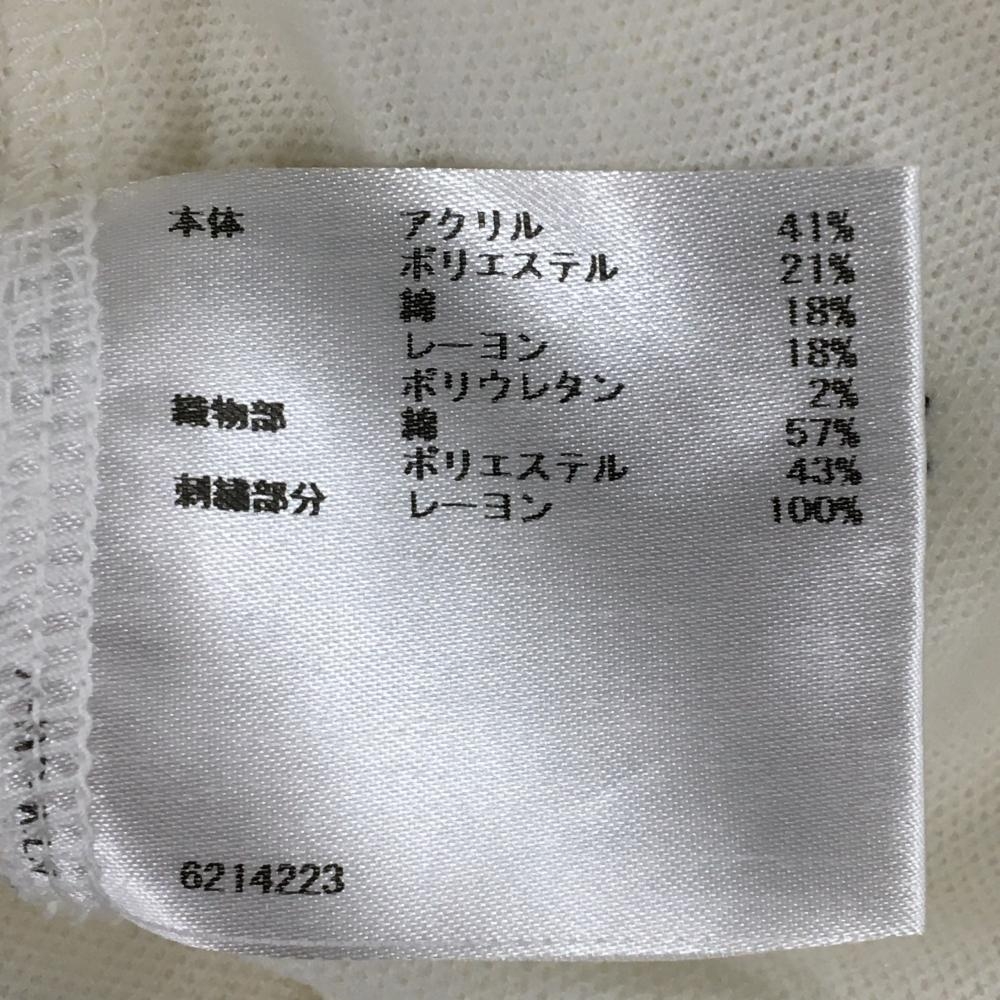 本体 アクリル 41%
ポリエステル 21%
綿 18%
レーヨン 18%
ポリウレタン 2%
織物部 綿 57%
ポリエステル 43%
刺繍部分 レーヨン 100%
6214223